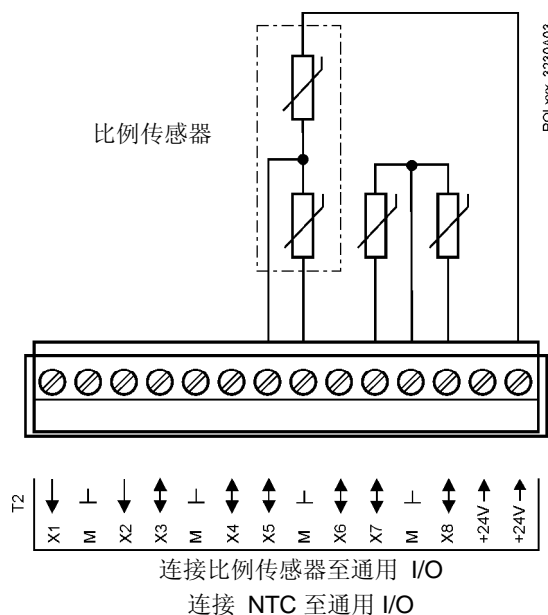 POLxxx_3230A03
比例传感器
T2
X1 M X2 X3 M X4 X5 M X6 X7 M X8 +24V +24V
连接比例传感器至通用 I/O
连接 NTC 至通用 I/O